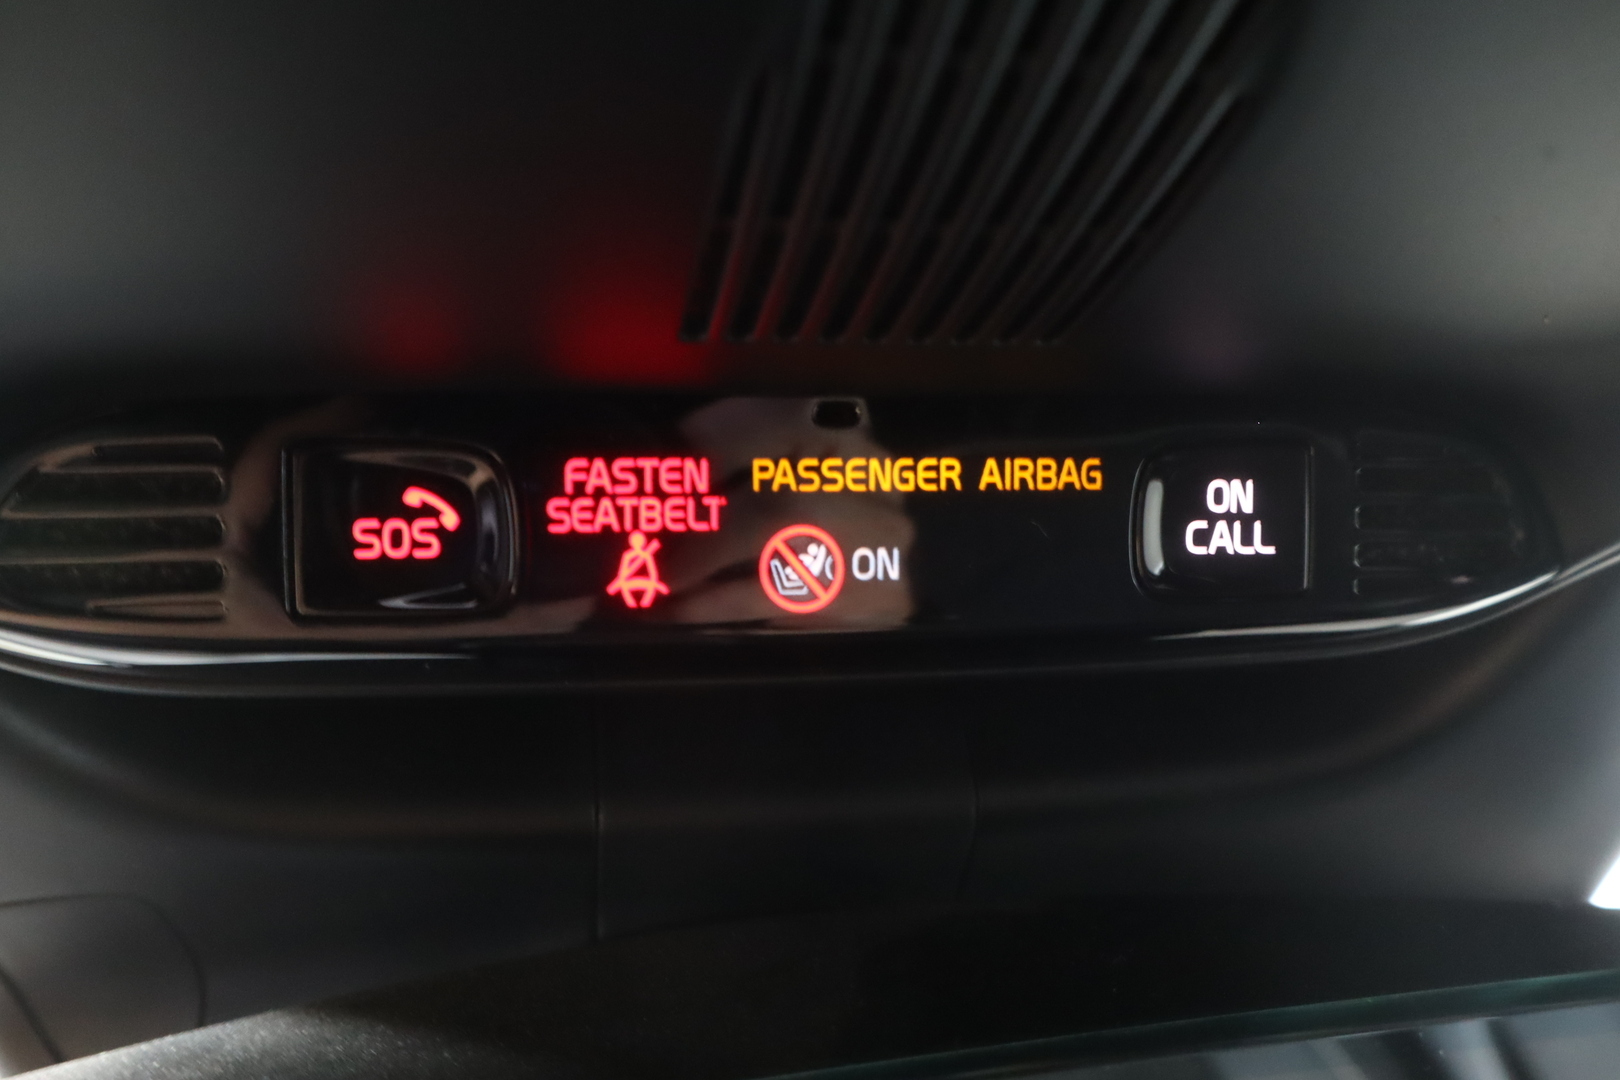 SOS
FASTEN
SEATBELT
PASSENGER AIRBAG
ON
ON
CALL